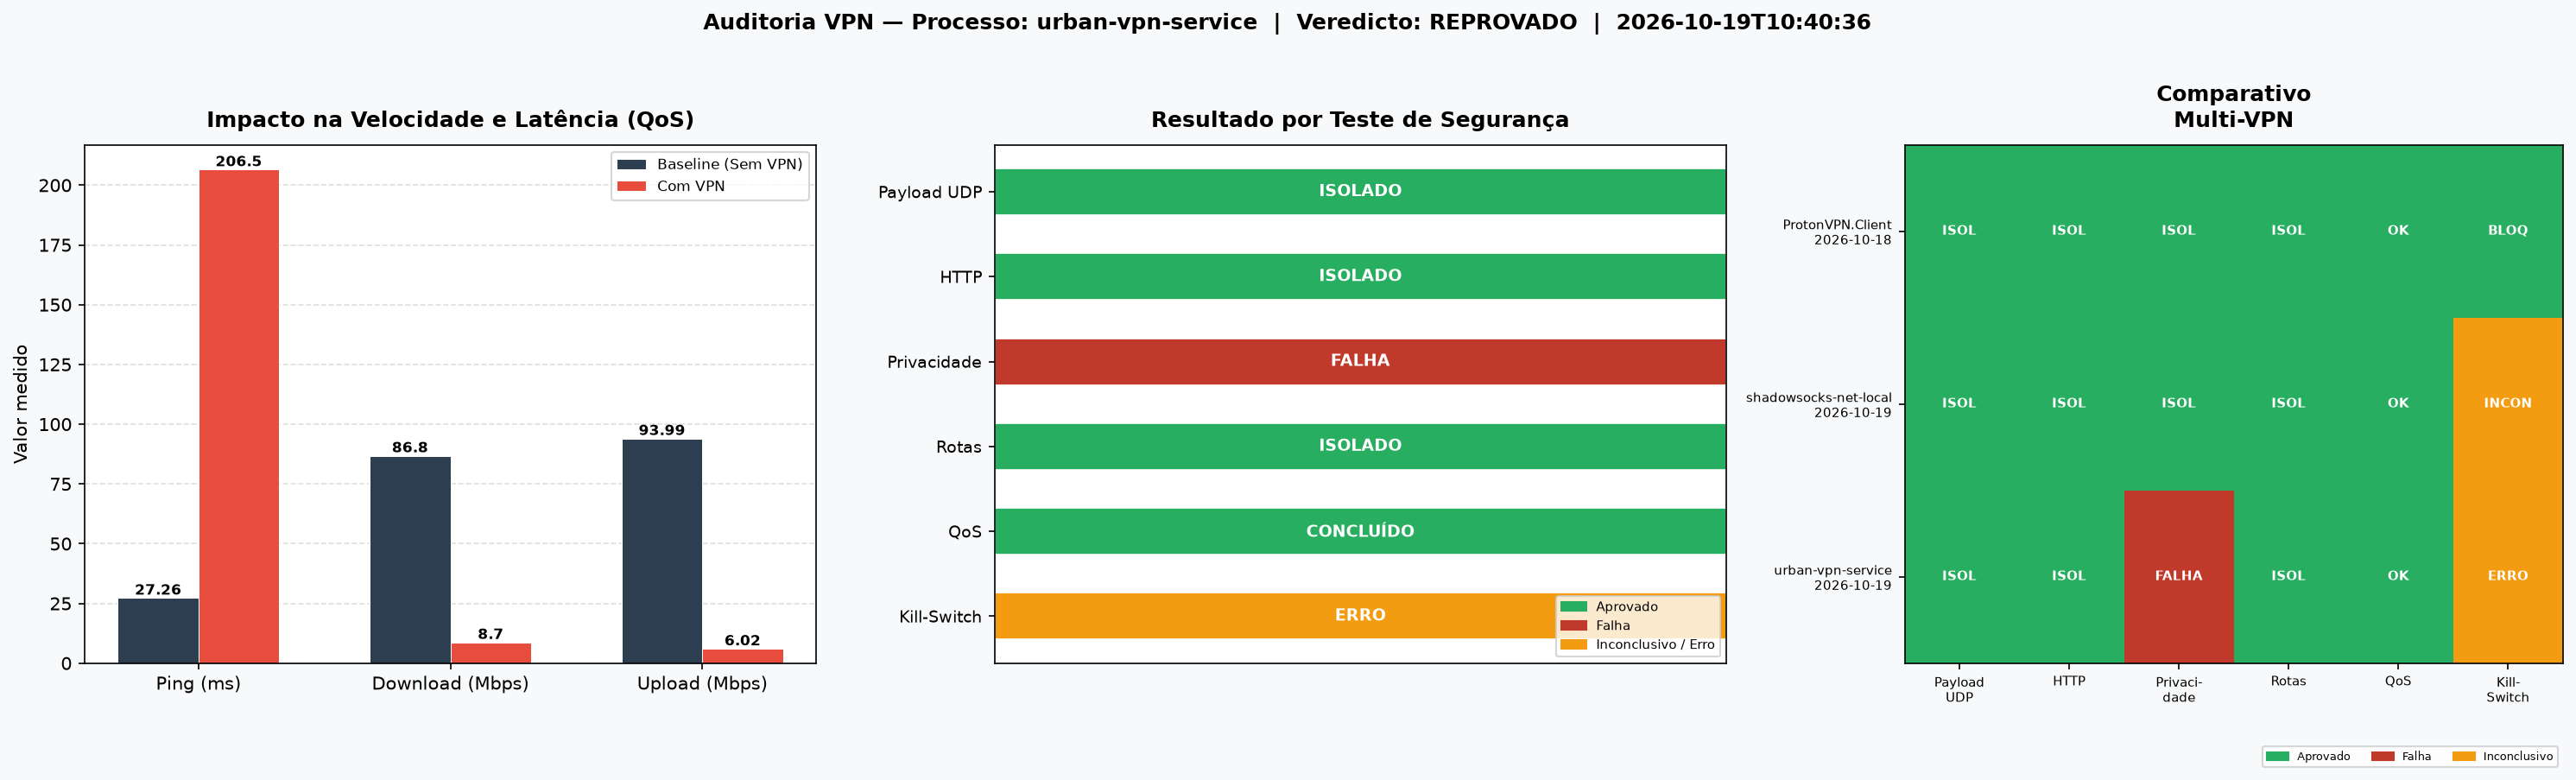 Auditoria VPN — Processo: urban-vpn-service | Veredicto: REPROVADO | 2026-10-19T10:40:36
Impacto na Velocidade e Latência (QoS)
Valor medido
200
175
150
125
100
75
50
25
0
206.5
27.26
86.8
8.7
93.99
6.02
Baseline (Sem VPN)
Com VPN
Ping (ms)
Download (Mbps)
Upload (Mbps)
Resultado por Teste de Segurança
Payload UDP
ISOLADO
HTTP
ISOLADO
Privacidade
FALHA
Rotas
ISOLADO
QoS
CONCLUÍDO
Kill-Switch
ERRO
Aprovado
Falha
Inconclusivo / Erro
Comparativo
Multi-VPN
ProtonVPN.Client
2026-10-18
ISOL ISOL ISOL ISOL OK BLOQ
shadowsocks-net-local
2026-10-19
ISOL ISOL ISOL ISOL OK INCON
urban-vpn-service
2026-10-19
ISOL ISOL FALHA ISOL OK ERRO
Payload
UDP
HTTP
Privaci-
dade
Rotas
QoS
Kill-
Switch
Aprovado
Falha
Inconclusivo